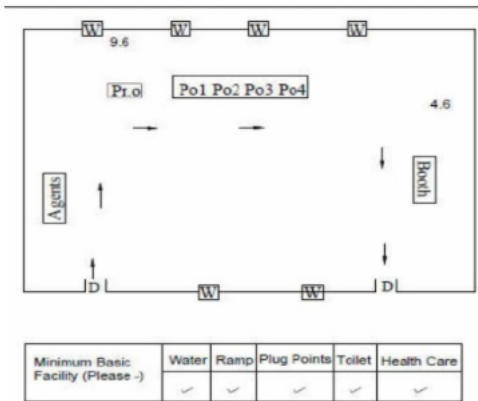 W W W W
9.6
Pr.o Po1 Po2 Po3 Po4
4.6
Agents
Booth
D D
W W
Minimum Basic Facility (Please -) Water Ramp Plug Points Toilet Health Care